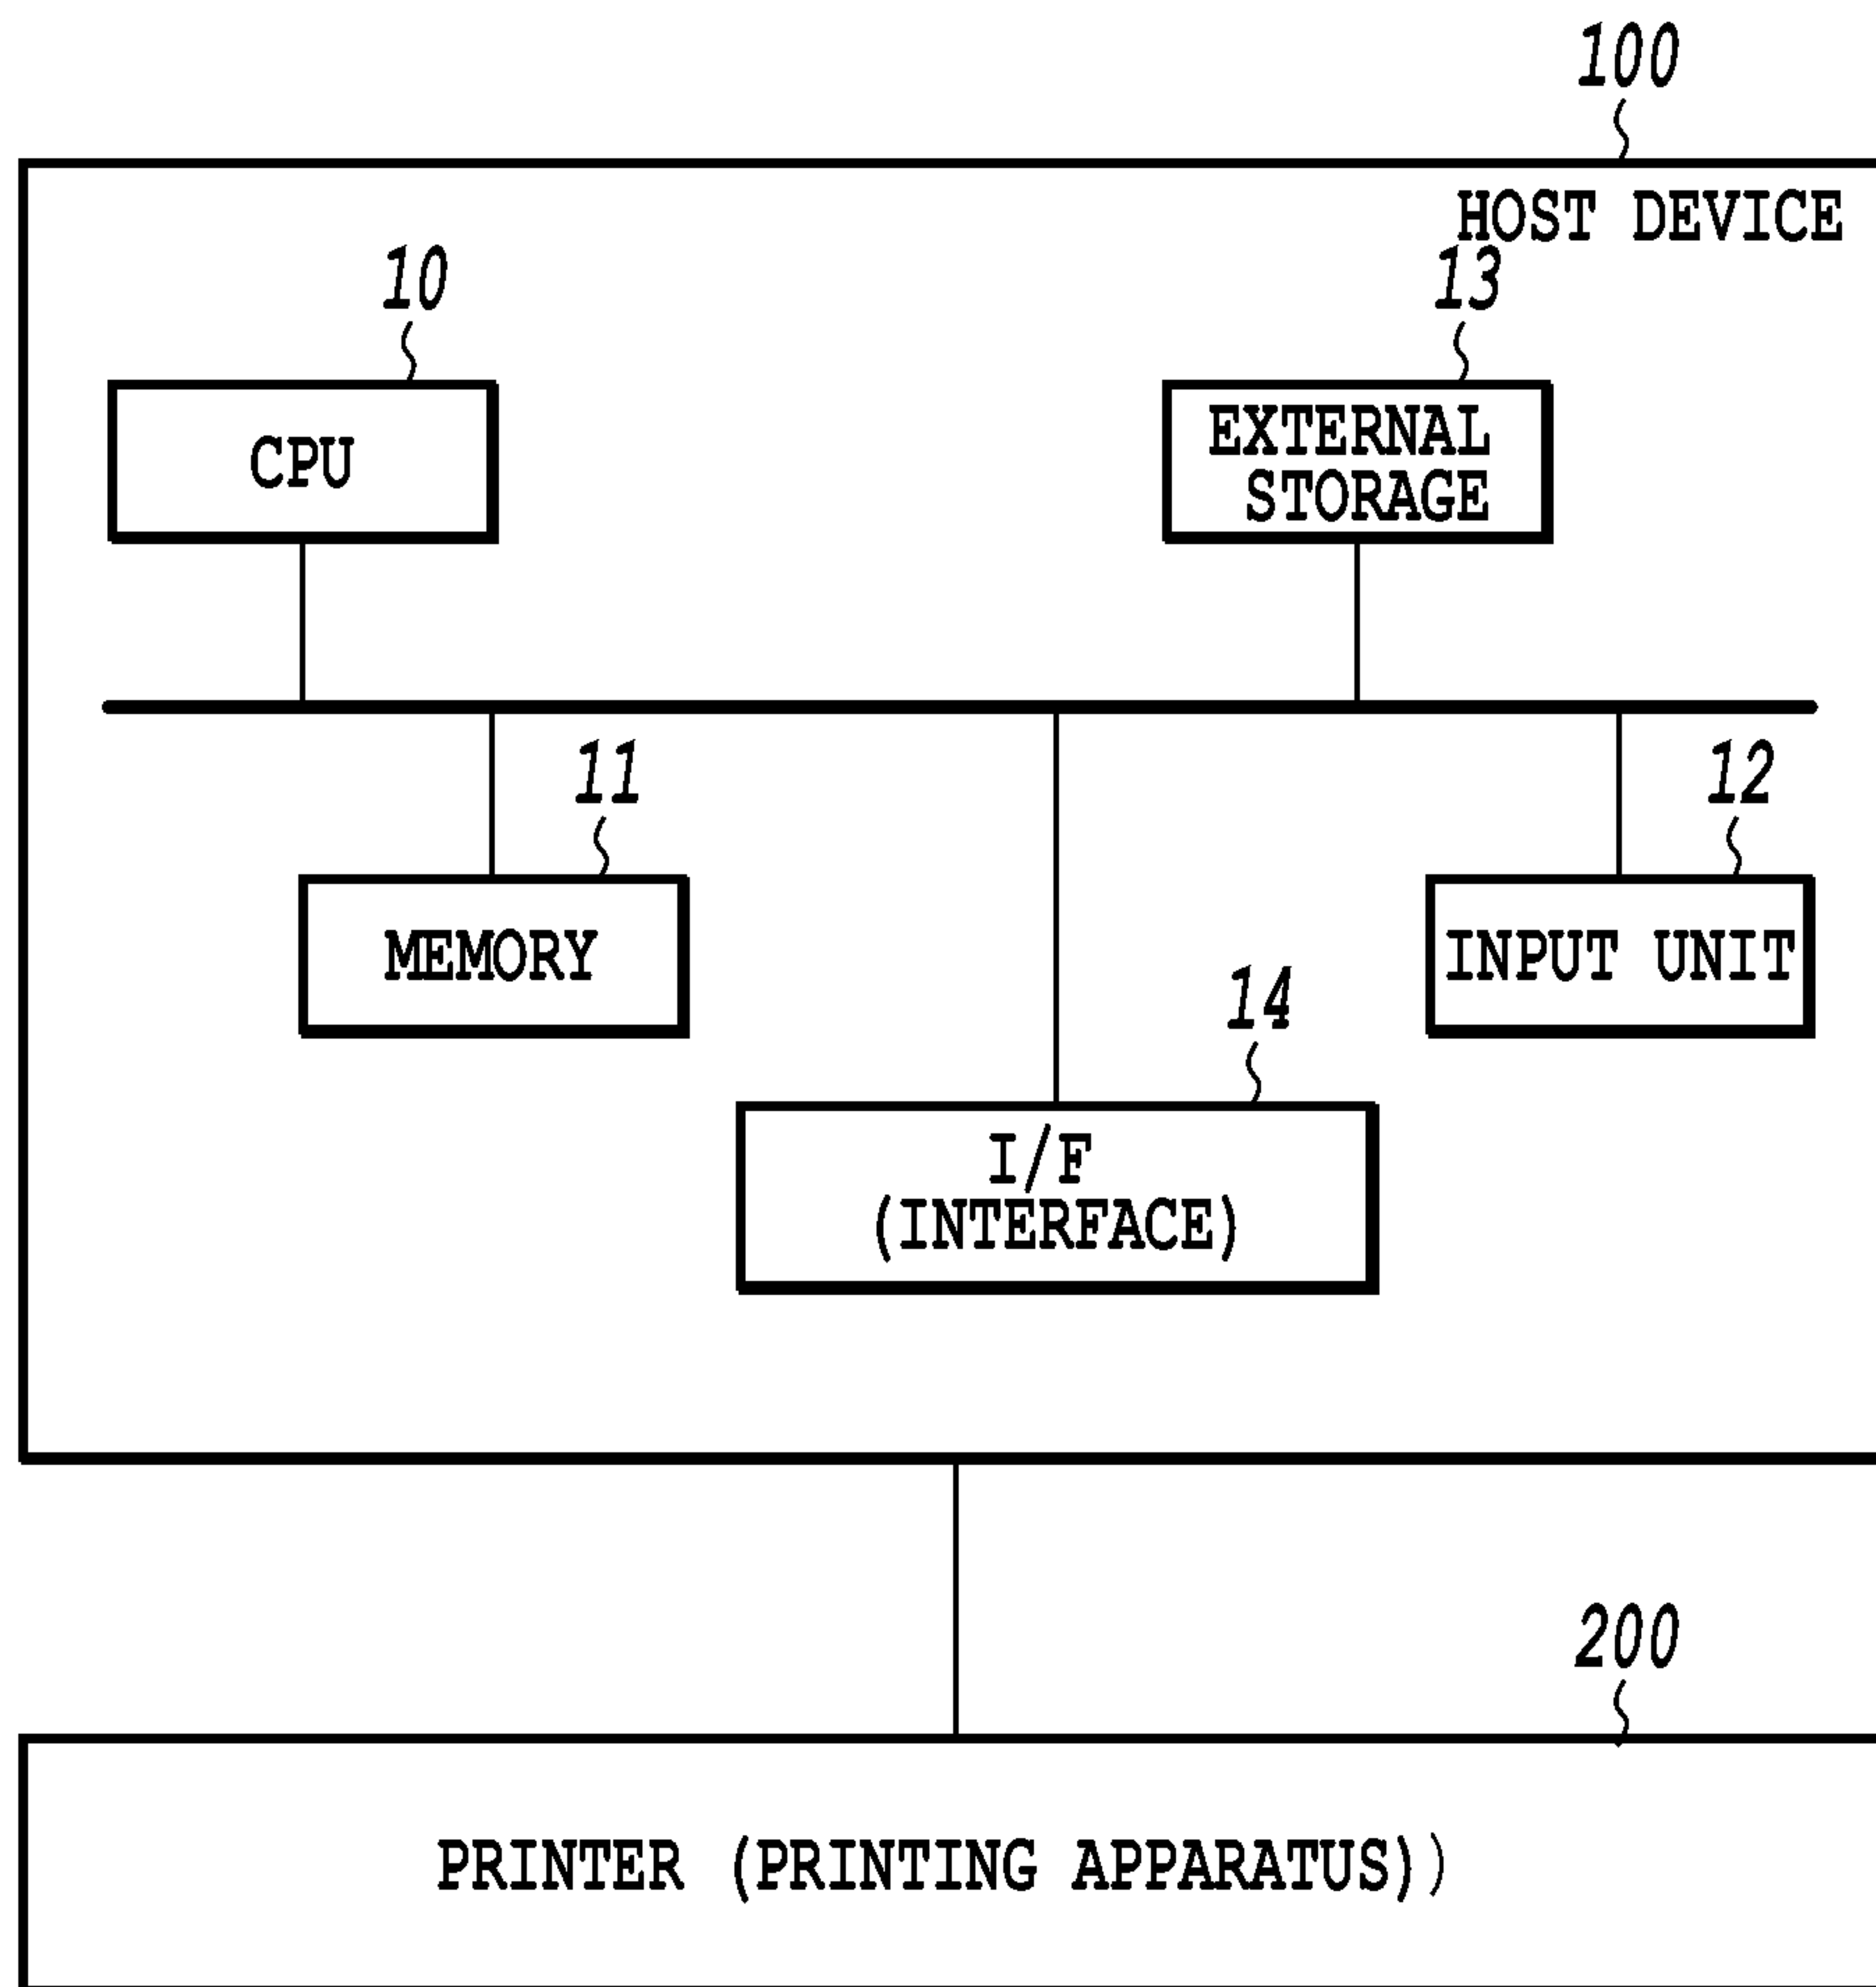 100
HOST DEVICE
10
13
CPU
EXTERNAL
STORAGE
11
12
MEMORY
INPUT UNIT
14
I/F
(INTERFACE)
200
PRINTER (PRINTING APPARATUS))